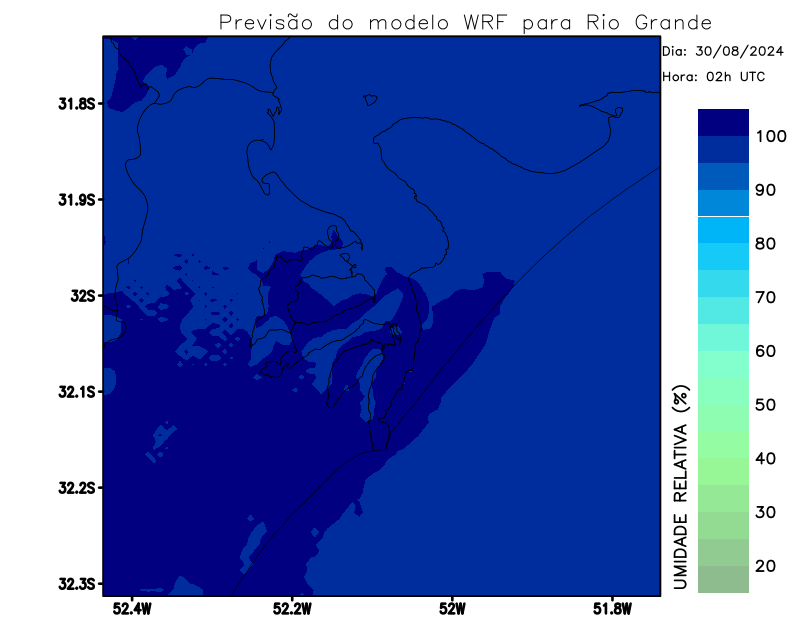 Previsão do modelo WRF para Rio Grande
Dia: 30/08/2024
Hora: 02h UTC
31.8S
31.9S
32S
32.1S
32.2S
32.3S
52.4W
52.2W
52W
51.8W
100
90
80
70
60
50
40
30
20
UMIDADE RELATIVA (%)